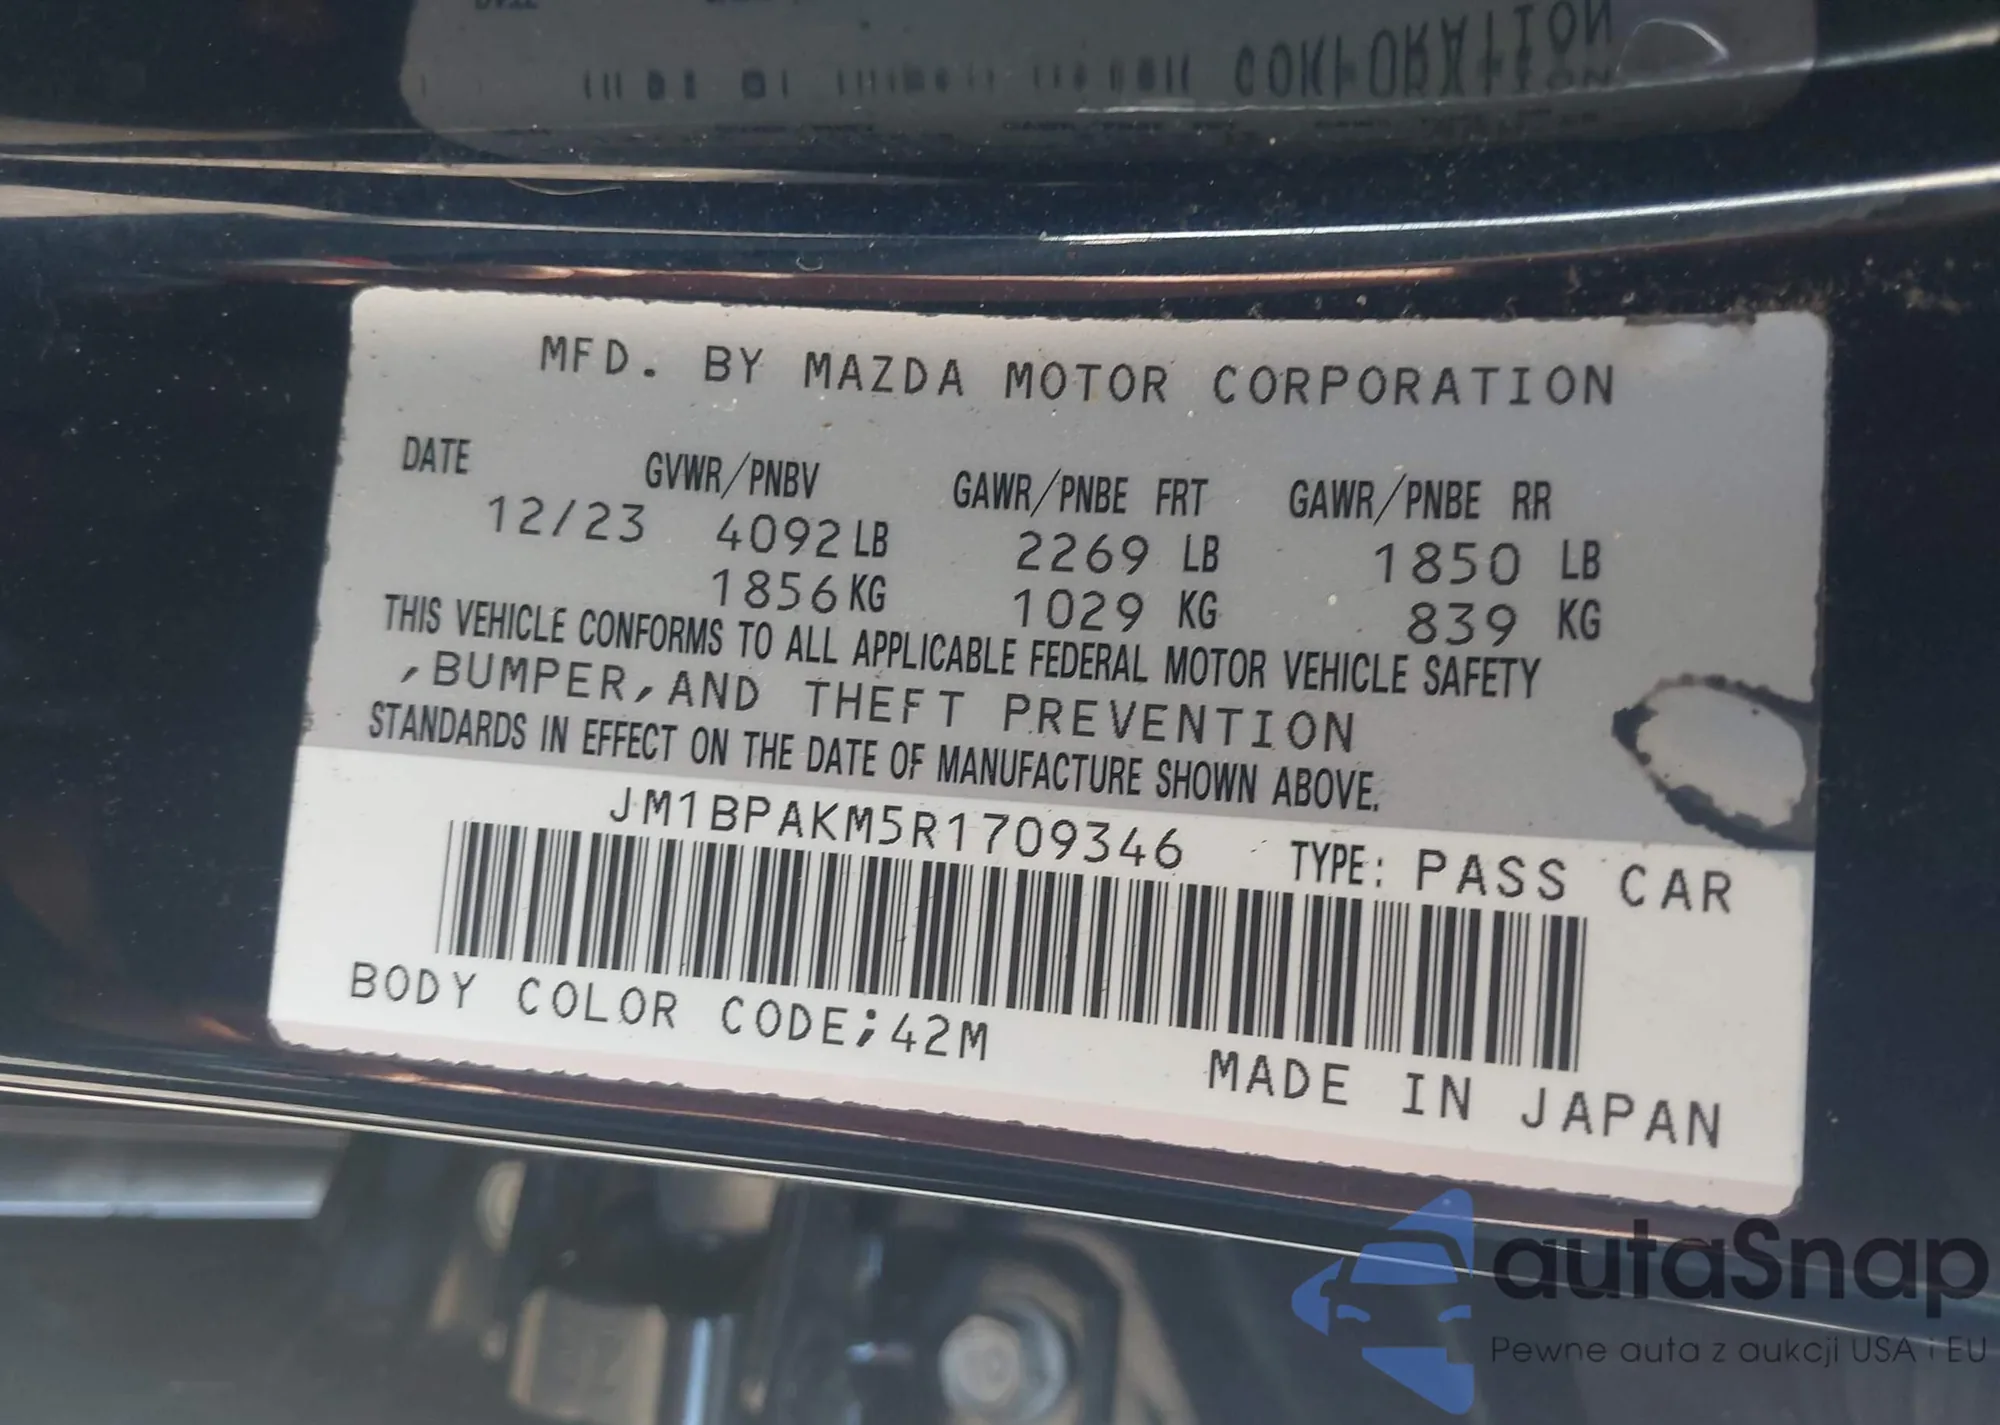 CORPORATION
MFD. BY MAZDA MOTOR CORPORATION
DATE GVWR/PNBV GAWR/PNBE FRT GAWR/PNBE RR
12/23 4092 LB 2269 LB 1850 LB
1856 KG 1029 KG 839 KG
THIS VEHICLE CONFORMS TO ALL APPLICABLE FEDERAL MOTOR VEHICLE SAFETY
,BUMPER,AND THEFT PREVENTION
STANDARDS IN EFFECT ON THE DATE OF MANUFACTURE SHOWN ABOVE.
JM1BPAKM5R1709346 TYPE: PASS CAR
BODY COLOR CODE;42M
MADE IN JAPAN
autaSnap
Pewne auta z aukcji USA i EU